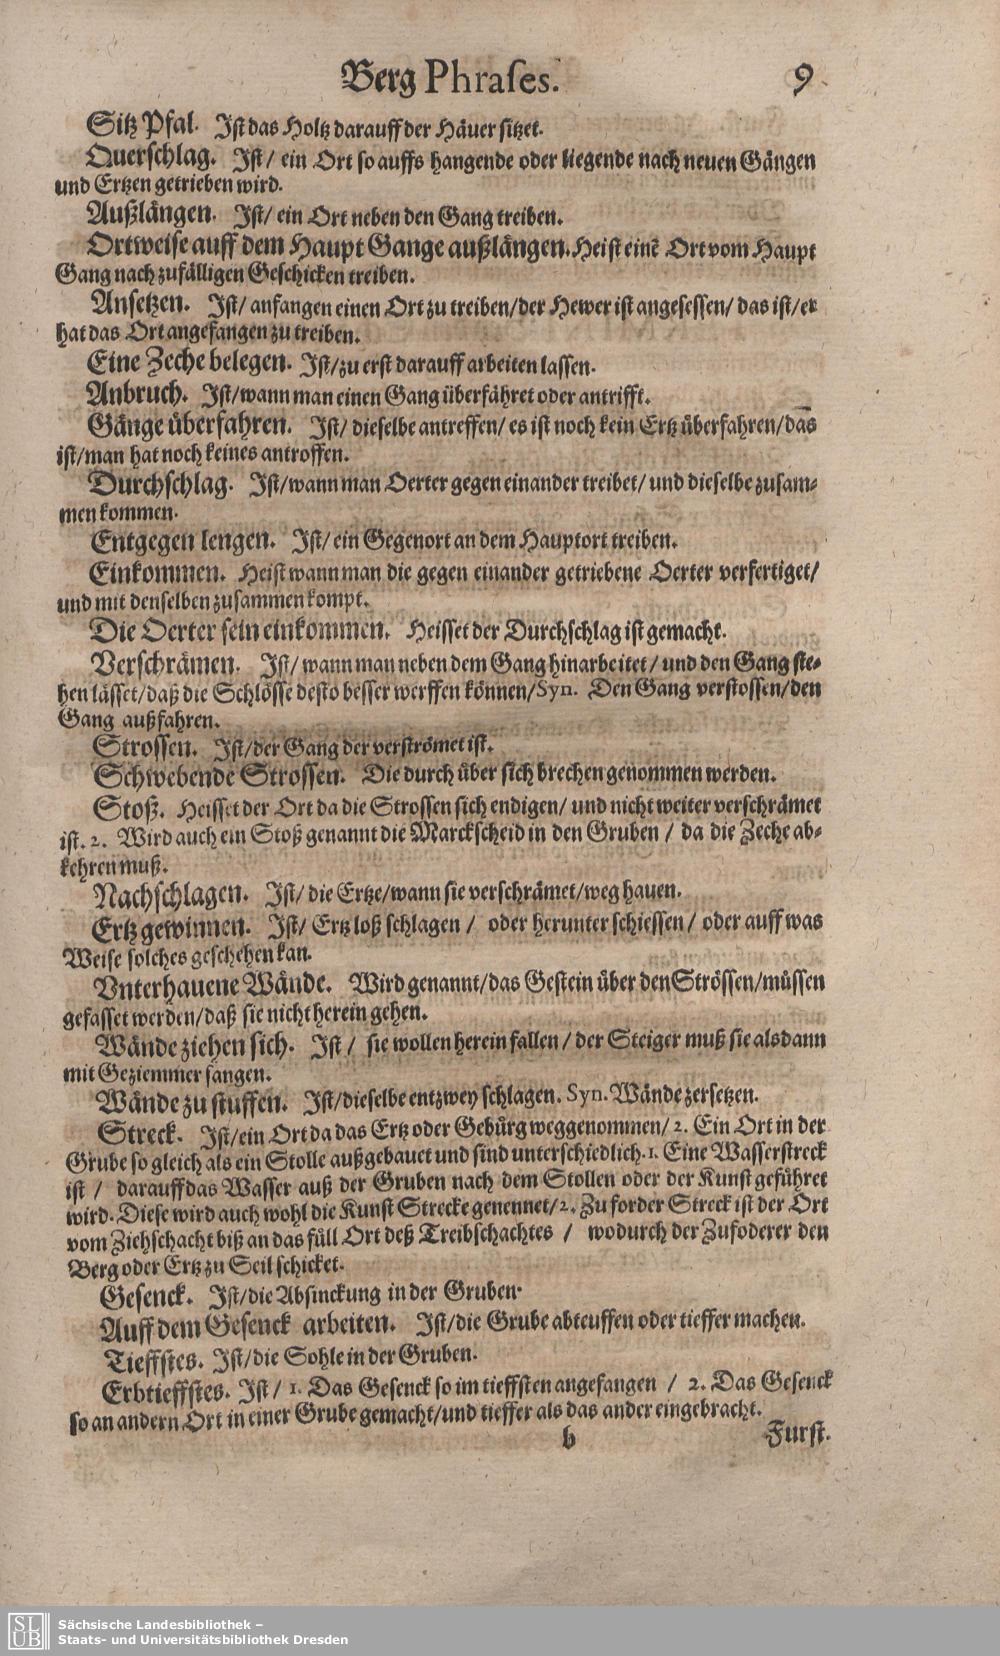 Berg Phrases. 9
Sitz Pfal. Ist das Holtz darauff der Häuer sitzet.
Querschlag. Ist/ ein Ort so auffs hangende oder liegende nach neuen Gängen
und Ertzen getrieben wird.
Außlängen. Ist/ ein Ort neben den Gang treiben.
Ortweise auff dem Haupt Gange außlängen. Heist einē Ort vom Haupt
Gang nach zufälligen Geschicken treiben.
Ansetzen. Ist/ anfangen einen Ort zu treiben/ der Hewer ist angesessen/ das ist/ er
hat das Ort angefangen zu treiben.
Eine Zeche belegen. Ist/ zu erst darauff arbeiten lassen.
Anbruch. Ist/ wann man einen Gang überfähret oder antrifft.
Gänge überfahren. Ist/ dieselbe antreffen/ es ist noch kein Ertz überfahren/ das
ist/ man hat noch keines antroffen.
Durchschlag. Ist/ wann man Oerter gegen einander treibet/ und dieselbe zusam-
men kommen.
Entgegen lengen. Ist/ ein Gegenort an dem Hauptort treiben.
Einkommen. Heist wann man die gegen einander getriebene Oerter verfertiget/
und mit denselben zusammen kompt.
Die Oerter sein einkommen. Heisset der Durchschlag ist gemacht.
Verschrämen. Ist/ wann man neben dem Gang hinarbeitet/ und den Gang ste-
hen lässet/ daß die Schlösse desto besser werffen können/ Syn. Den Gang verstossen/ den
Gang außfahren.
Strossen. Ist/ der Gang der verströmet ist.
Schwebende Strossen. Die durch über sich brechen genommen werden.
Stoß. Heisset der Ort da die Strossen sich endigen/ und nicht weiter verschrämet
ist. 2. Wird auch ein Stoß genannt die Marckscheid in den Gruben/ da die Zeche ab-
kehren muß.
Nachschlagen. Ist/ die Ertze/ wann sie verschrämet/ weg hauen.
Ertz gewinnen. Ist/ Ertz loß schlagen/ oder herunter schiessen/ oder auff was
Weise solches geschehen kan.
Vnterhauene Wände. Wird genannt/ das Gestein über den Strössen/ müssen
gefasset werden/ daß sie nicht herein gehen.
Wände ziehen sich. Ist/ sie wollen herein fallen/ der Steiger muß sie alsdann
mit Geziemmer fangen.
Wände zu stuffen. Ist/ dieselbe entzwey schlagen. Syn. Wände zersetzen.
Streck. Ist/ ein Ort da das Ertz oder Gebürg weggenommen/ 2. Ein Ort in der
Grube so gleich als ein Stolle außgebauet und sind unterschiedlich. 1. Eine Wasserstreck
ist/ darauff das Wasser auß der Gruben nach dem Stollen oder der Kunst geführet
wird. Diese wird auch wohl die Kunst Strecke genennet/ 2. Zu forder Streck ist der Ort
vom Ziehschacht biß an das füll Ort deß Treibschachtes/ wodurch der Zufoderer den
Berg oder Ertz zu Seil schicket.
Gesenck. Ist/ die Absinckung in der Gruben.
Auff dem Gesenck arbeiten. Ist/ die Grube abteuffen oder tieffer machen.
Tieffstes. Ist/ die Sohle in der Gruben.
Erbtieffstes. Ist/ 1. Das Gesenck so im tieffsten angefangen/ 2. Das Gesenck
so an andern Ort in einer Grube gemacht/ und tieffer als das ander eingebracht.
b Furst.
SLUB Sächsische Landesbibliothek –
Staats- und Universitätsbibliothek Dresden